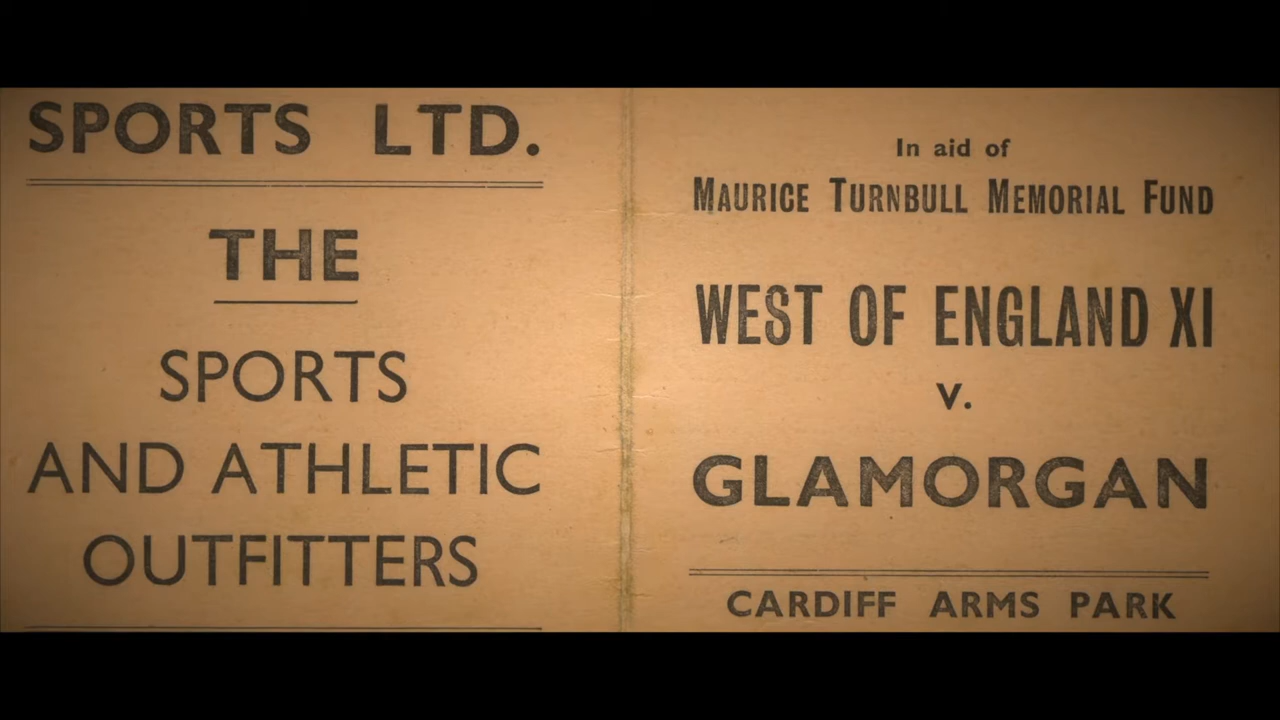 SPORTS LTD.
THE
SPORTS
AND ATHLETIC
OUTFITTERS
In aid of
MAURICE TURNBULL MEMORIAL FUND
WEST OF ENGLAND XI
v.
GLAMORGAN
CARDIFF ARMS PARK